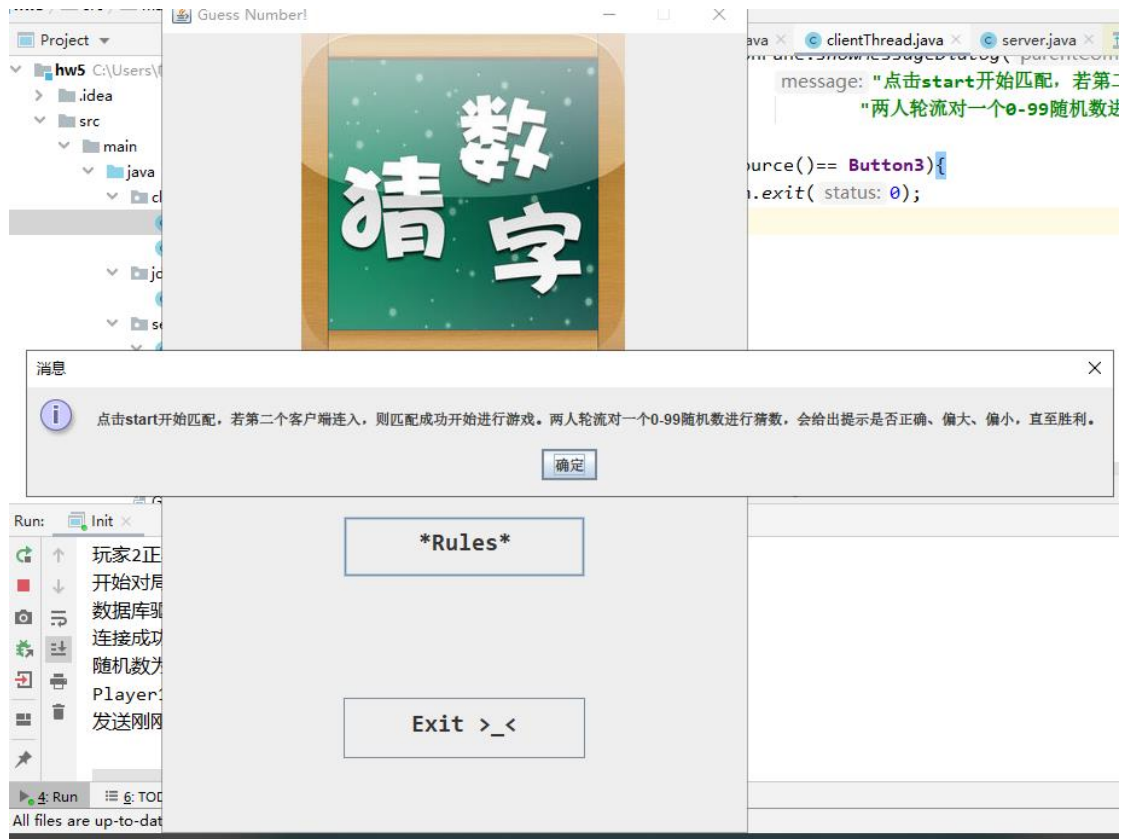 Guess Number!
Project
clientThread.java
server.java
hw5 C:\Users\
message: "点击start开始匹配，若第二
.idea
"两人轮流对一个0-99随机数进
src
main
Button3){
java
exit( status: 0);
猜数字
消息
点击start开始匹配，若第二个客户端连入，则匹配成功开始进行游戏。两人轮流对一个0-99随机数进行猜数，会给出提示是否正确、偏大、偏小，直至胜利。
确定
Run: Init
*Rules*
玩家2正
开始对局
数据库驱
连接成功
随机数为
Player1
发送刚刚
Exit >_<
4: Run
6: TOD
All files are up-to-dat